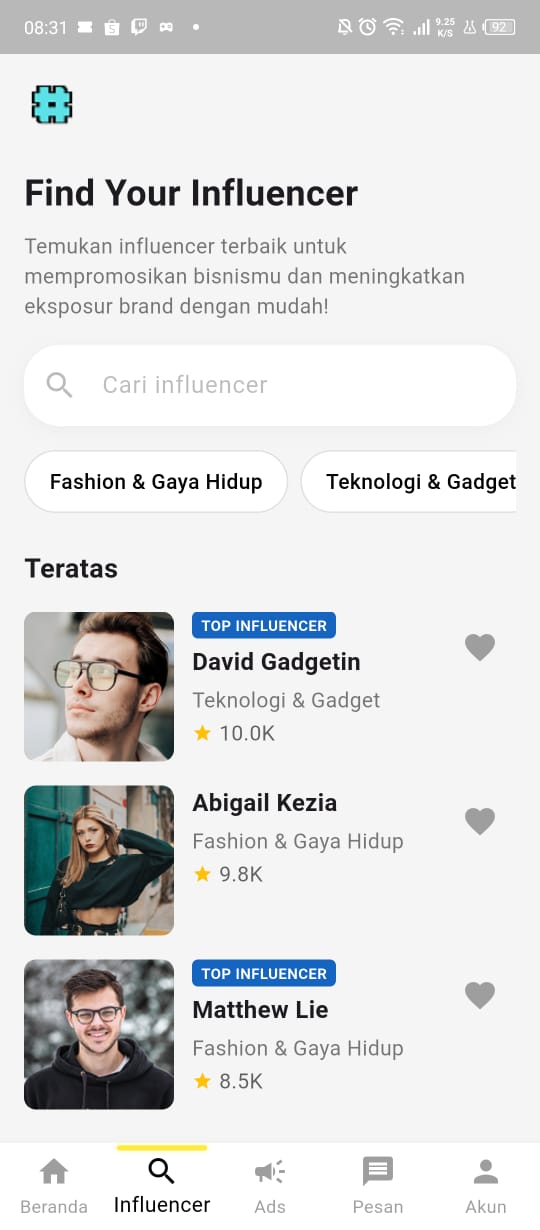 08:31
9.25
K/S
92
Find Your Influencer
Temukan influencer terbaik untuk
mempromosikan bisnismu dan meningkatkan
eksposur brand dengan mudah!
Cari influencer
Fashion & Gaya Hidup
Teknologi & Gadget
Teratas
TOP INFLUENCER
David Gadgetin
Teknologi & Gadget
10.0K
Abigail Kezia
Fashion & Gaya Hidup
9.8K
TOP INFLUENCER
Matthew Lie
Fashion & Gaya Hidup
8.5K
Beranda
Influencer
Ads
Pesan
Akun